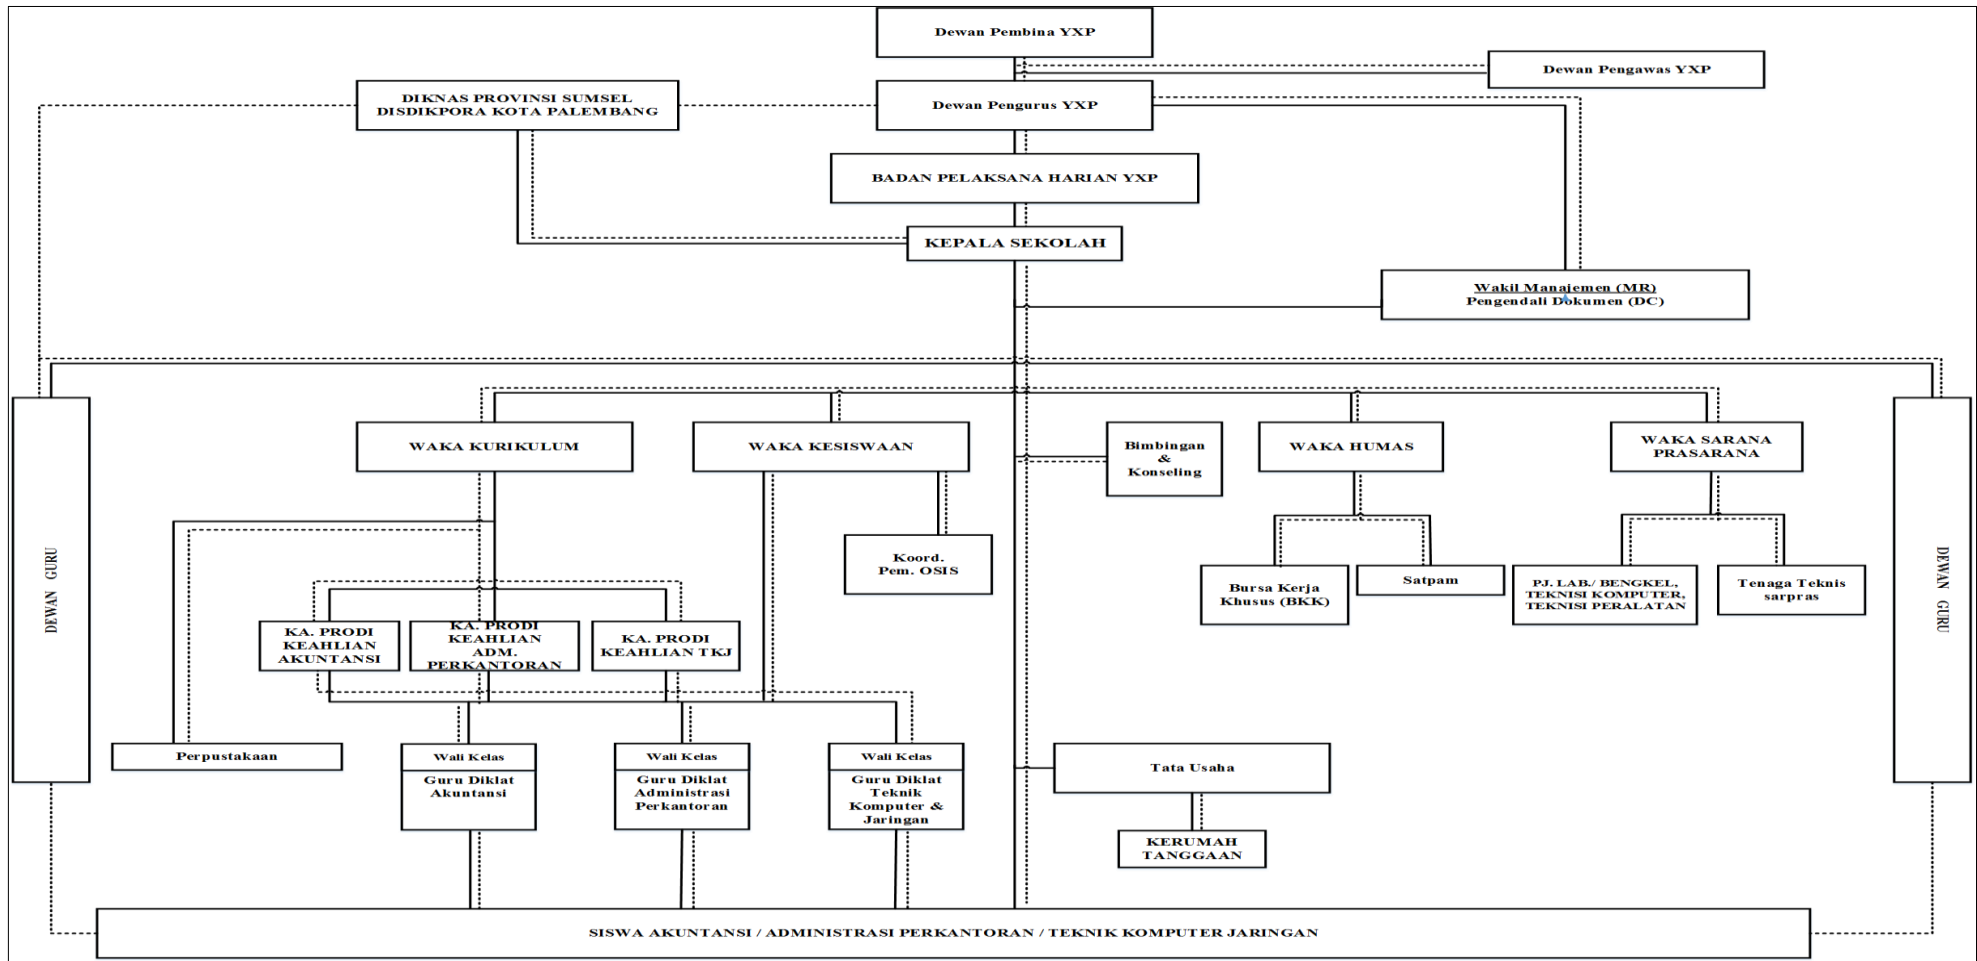 Dewan Pembina YXP
Dewan Pengawas YXP
DIKNAS PROVINSI SUMSEL
DISDIKPORA KOTA PALEMBANG
Dewan Pengurus YXP
BADAN PELAKSANA HARIAN YXP
KEPALA SEKOLAH
Wakil Manajemen (MR)
Pengendali Dokumen (DC)
DEWAN GURU
WAKA KURIKULUM
WAKA KESISWAAN
Bimbingan
&
Konseling
WAKA HUMAS
WAKA SARANA
PRASARANA
DEWAN GURU
Koord.
Pem. OSIS
Bursa Kerja
Khusus (BKK)
Satpam
PJ. LAB./ BENGKEL,
TEKNISI KOMPUTER,
TEKNISI PERALATAN
Tenaga Teknis
sarpras
KA. PRODI
KEAHLIAN
AKUNTANSI
KA. PRODI
KEAHLIAN
ADM.
PERKANTORAN
KA. PRODI
KEAHLIAN TKJ
Perpustakaan
Wali Kelas
Guru Diklat
Akuntansi
Wali Kelas
Guru Diklat
Administrasi
Perkantoran
Wali Kelas
Guru Diklat
Teknik
Komputer &
Jaringan
Tata Usaha
KERUMAH
TANGGAAN
SISWA AKUNTANSI / ADMINISTRASI PERKANTORAN / TEKNIK KOMPUTER JARINGAN